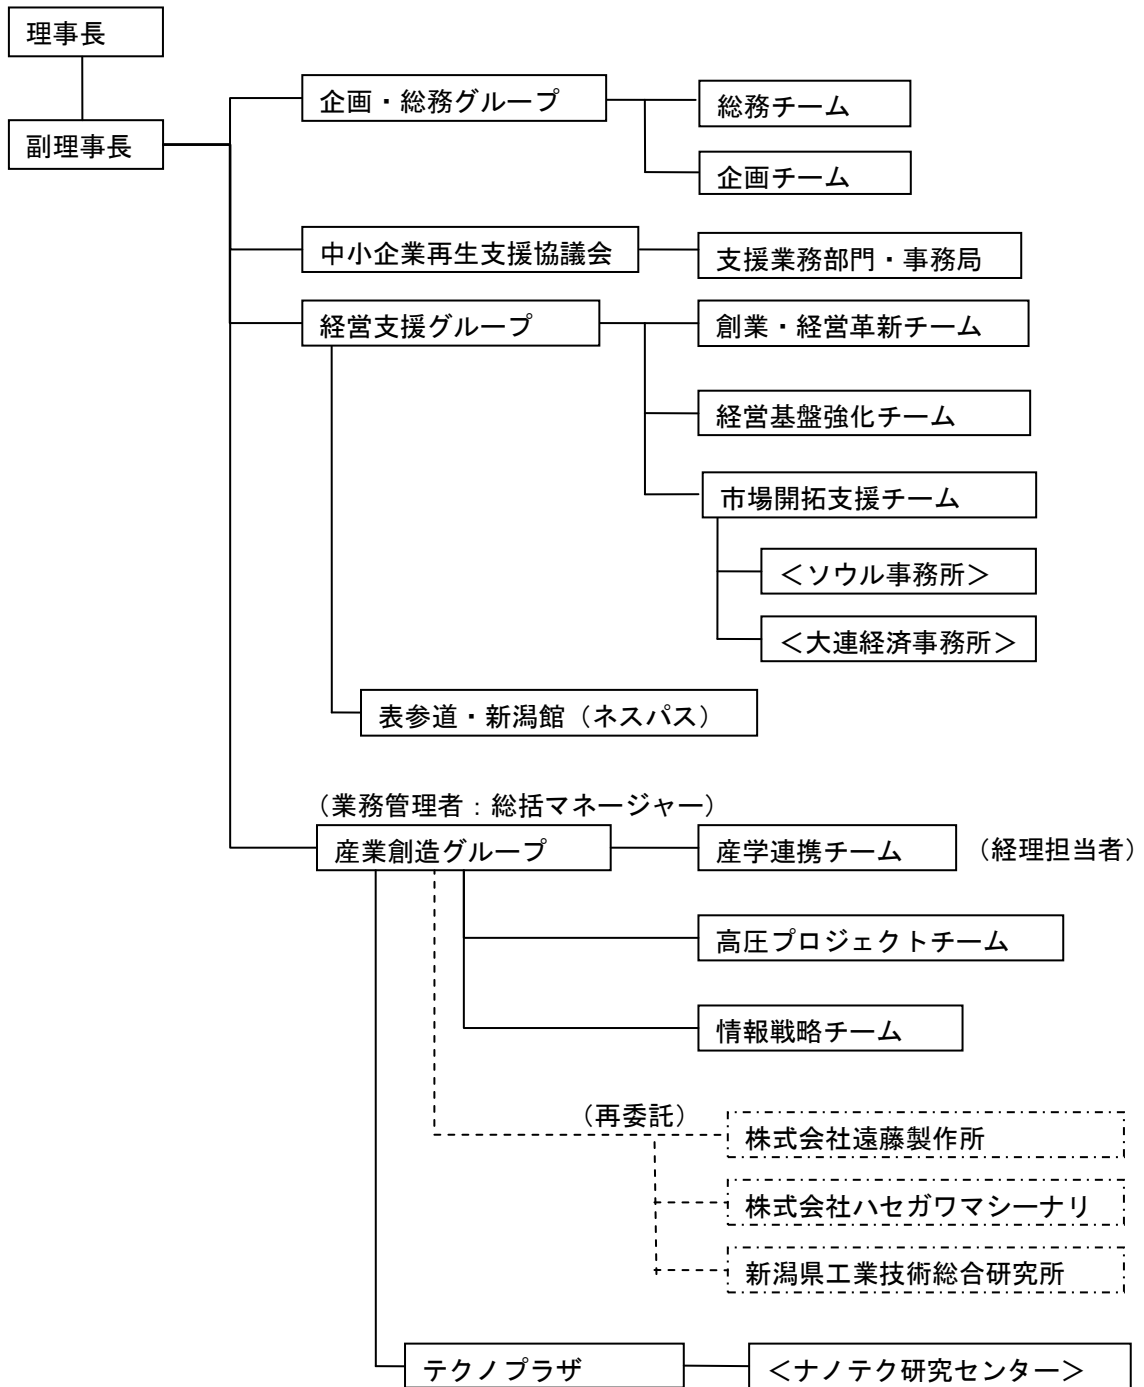 理事長
副理事長
企画・総務グループ
総務チーム
企画チーム
中小企業再生支援協議会
支援業務部門・事務局
経営支援グループ
創業・経営革新チーム
経営基盤強化チーム
市場開拓支援チーム
＜ソウル事務所＞
＜大連経済事務所＞
表参道・新潟館（ネスパス）
（業務管理者：総括マネージャー）
産業創造グループ
産学連携チーム
（経理担当者）
高圧プロジェクトチーム
情報戦略チーム
（再委託）
株式会社遠藤製作所
株式会社ハセガワマシーナリ
新潟県工業技術総合研究所
テクノプラザ
＜ナノテク研究センター＞